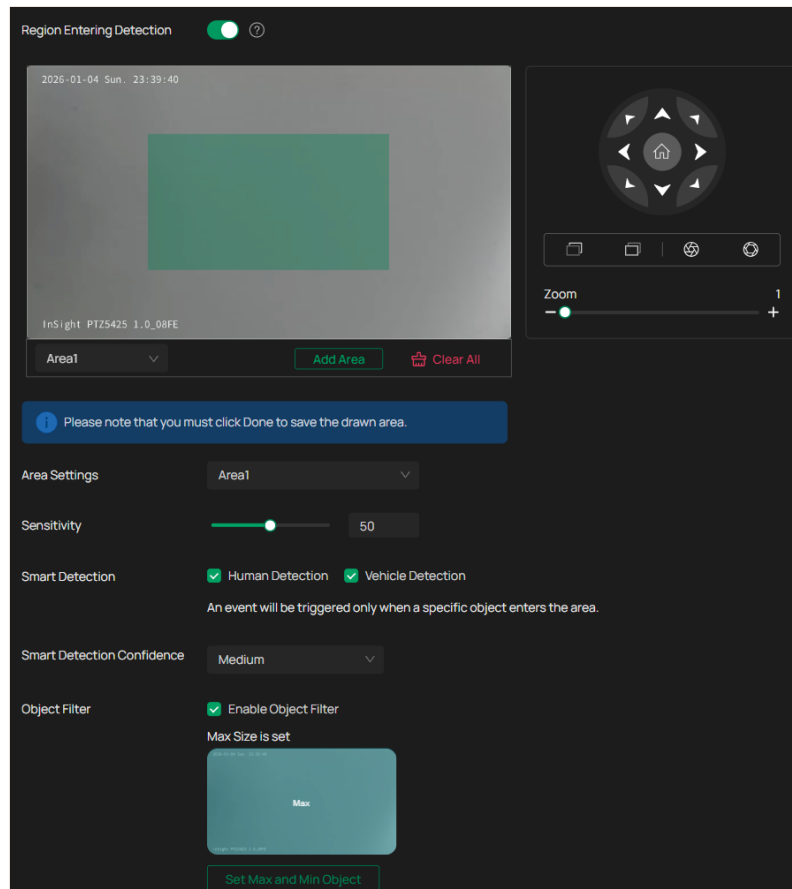 Region Entering Detection
2026-01-04 Sun. 23:39:40
InSight PTZ5425 1.0_08FE
Area1
Add Area
Clear All
Zoom
1
Please note that you must click Done to save the drawn area.
Area Settings
Area1
Sensitivity
50
Smart Detection
Human Detection
Vehicle Detection
An event will be triggered only when a specific object enters the area.
Smart Detection Confidence
Medium
Object Filter
Enable Object Filter
Max Size is set
Max
Set Max and Min Object